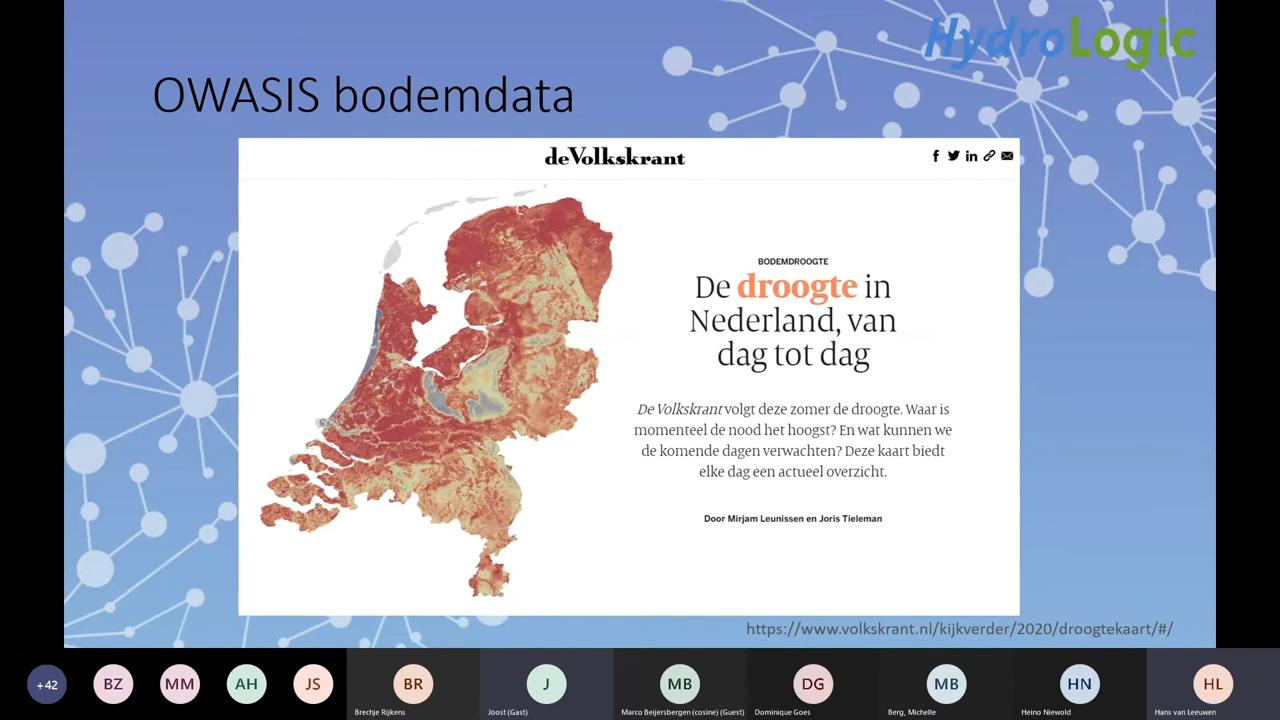 HydroLogic
OWASIS bodemdata
deVolkskrant
BODEMDROOGTE
De droogte in
Nederland, van
dag tot dag
De Volkskrant volgt deze zomer de droogte. Waar is
momenteel de nood het hoogst? En wat kunnen we
de komende dagen verwachten? Deze kaart biedt
elke dag een actueel overzicht.
Door Mirjam Leunissen en Joris Tieleman
https://www.volkskrant.nl/kijkverder/2020/droogtekaart/#/
+42
BZ
MM
AH
JS
BR
J
MB
DG
MB
HN
HL
Brechje Rijkens
Joost (Gast)
Marco Beijersbergen (cosine) (Guest)
Dominique Goes
Berg, Michelle
Heino Niewold
Hans van Leeuwen